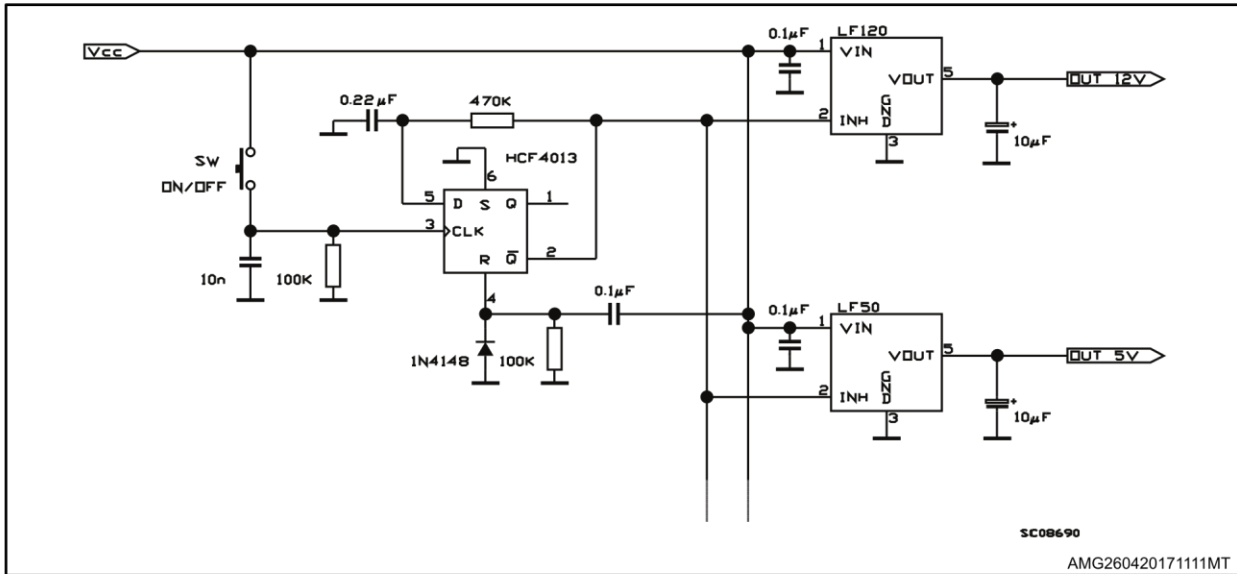 Vcc
0.1µF
LF120
1
VIN
VOUT
5
OUT 12V
GND
2
INH
3
+
10µF
0.22µF
470K
HCF4013
SW
ON/OFF
6
5
D
S
Q
1
3
CLK
R
Q
2
10n
100K
4
0.1µF
1N4148
100K
0.1µF
LF50
1
VIN
VOUT
5
OUT 5V
GND
2
INH
3
+
10µF
SC08690
AMG260420171111MT